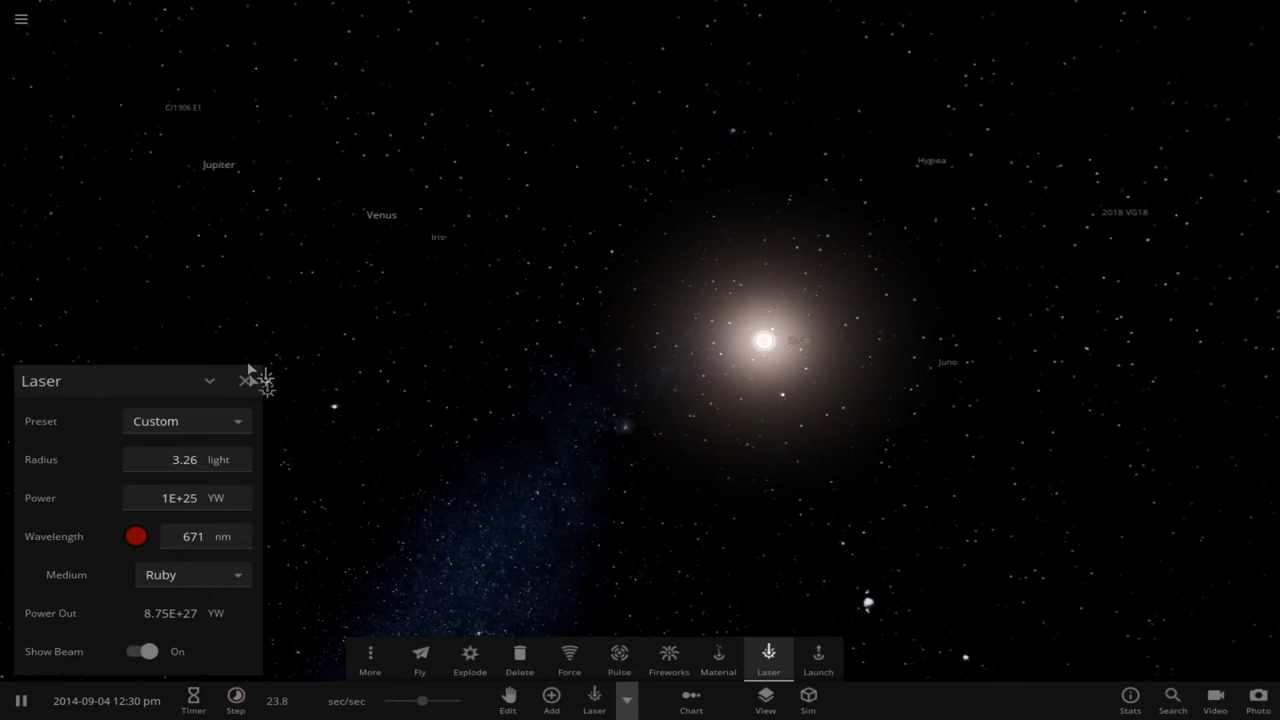 C/1906 E1
Jupiter
Hygiea
Venus
2018 VG18
Iris
Juno
Laser
Preset Custom
Radius 3.26 light
Power 1E+25 YW
Wavelength 671 nm
Medium Ruby
Power Out 8.75E+27 YW
Show Beam On
More Fly Explode Delete Force Pulse Fireworks Material Laser Launch
2014-09-04 12:30 pm Timer Step 23.8 sec/sec Edit Add Laser Chart View Sim Stats Search Video Photo